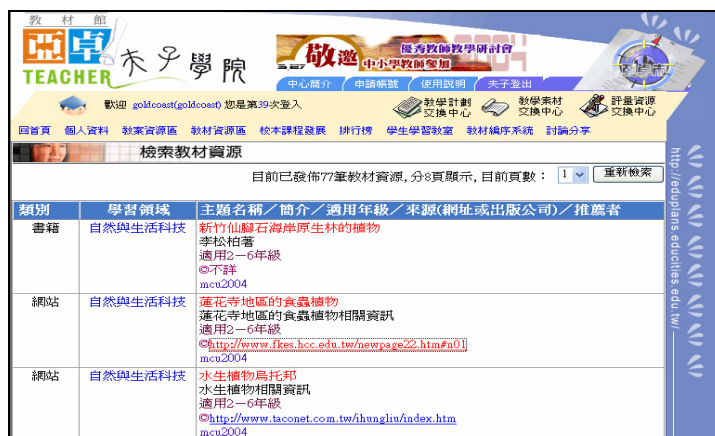 教 材 館
亞卓
TEACHER
夫子學院
敬邀
優秀教師教學研討會
中小學教師參加
2004
亞卓市
中心簡介
申請帳號
使用說明
夫子登出
歡迎 goldcoast(goldcoast) 您是第39次登入
教學計劃
交換中心
教學素材
交換中心
評量資源
交換中心
回首頁 個人資料 教案資源區 教材資源區 校本課程發展 排行榜 學生學習教室 教材編序系統 討論分享
檢索教材資源
目前已發佈77筆教材資源, 分8頁顯示, 目前頁數： 1 重新檢索
類別 學習領域 主題名稱／簡介／適用年級／來源(網址或出版公司)／推薦者
書籍 自然與生活科技 新竹仙腳石海岸原生林的植物
李松柏著
適用2－6年級
©不詳
mcu2004
網站 自然與生活科技 蓮花寺地區的食蟲植物
蓮花寺地區的食蟲植物相關資訊
適用2－6年級
©http://www.fkes.hcc.edu.tw/newpage22.htm#n01
mcu2004
網站 自然與生活科技 水生植物烏托邦
水生植物相關資訊
適用2－6年級
©http://www.taconet.com.tw/ihungliu/index.htm
mcu2004
http://eduplans.educities.edu.tw/